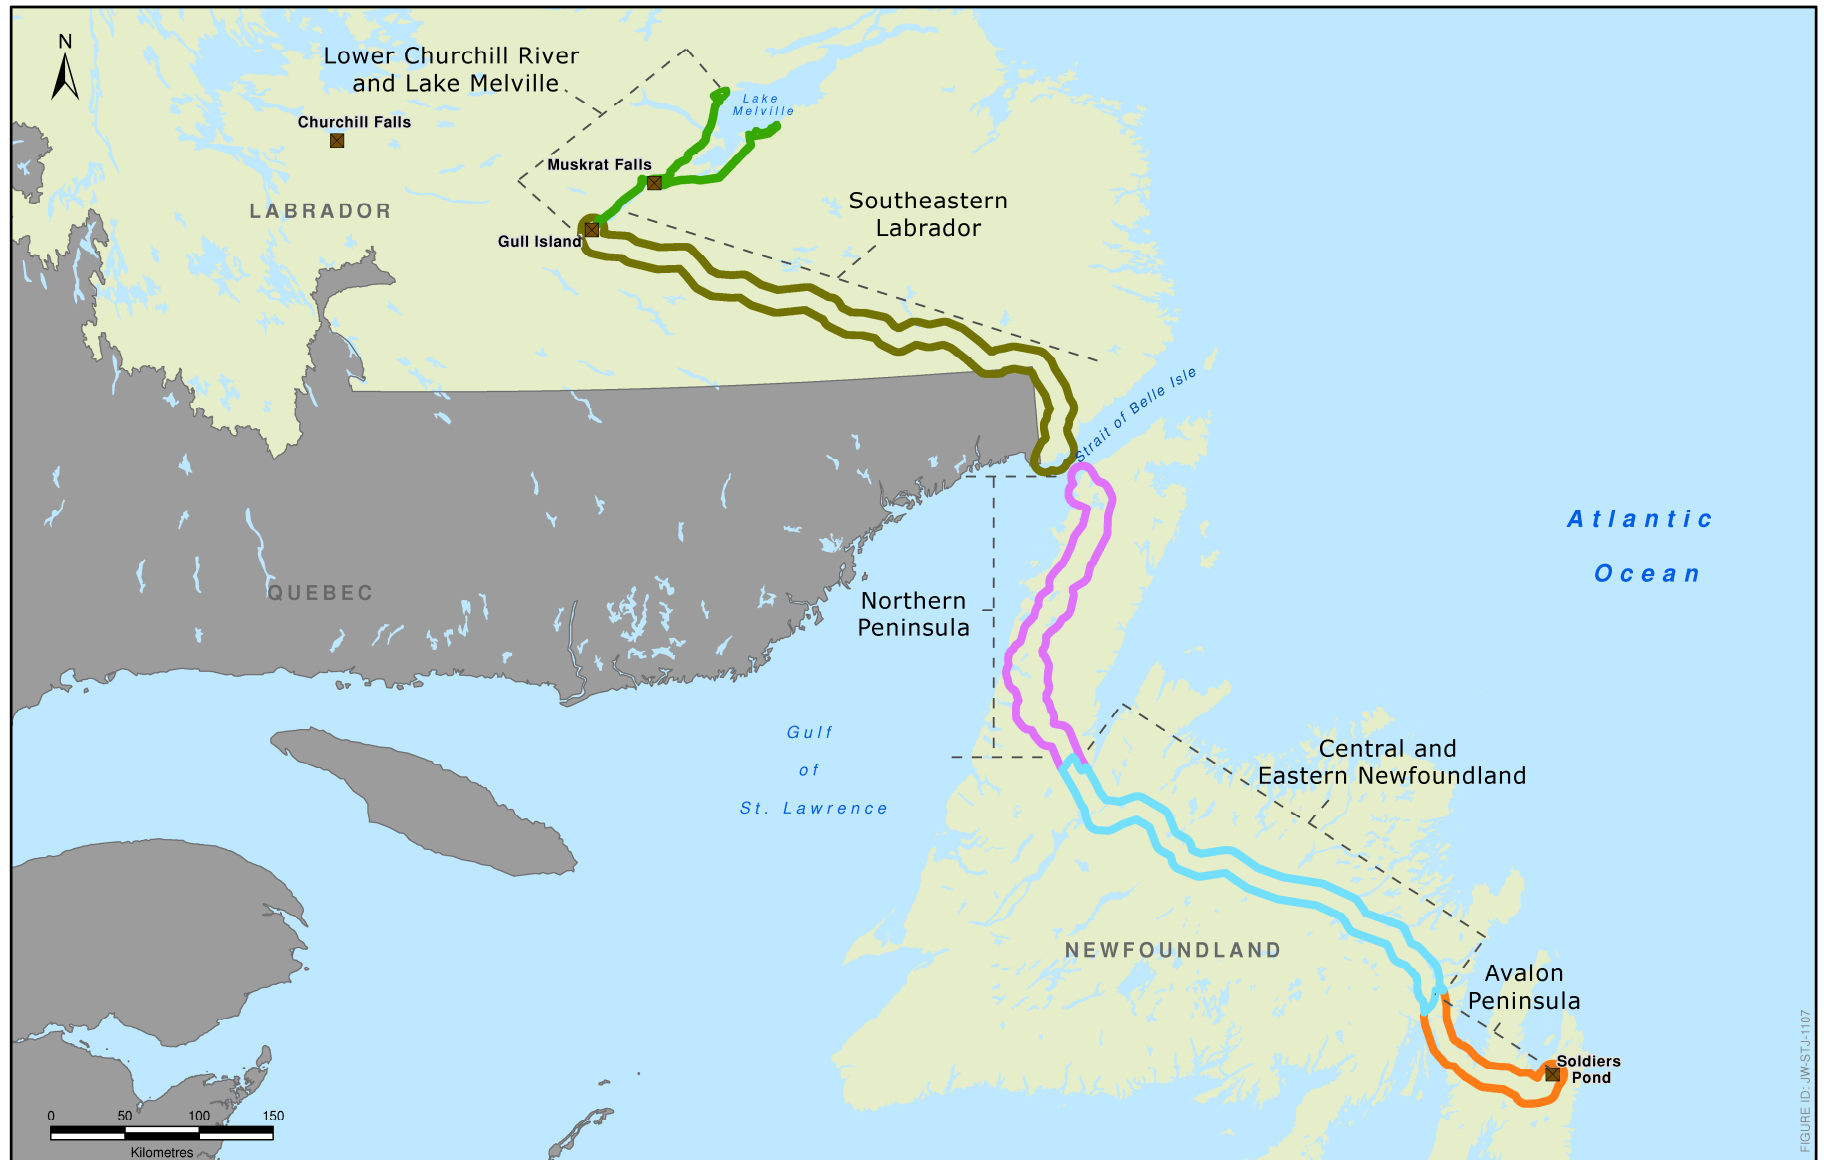 N
Lower Churchill River
and Lake Melville
Lake
Melville
Churchill Falls
Muskrat Falls
LABRADOR
Southeastern
Labrador
Gull Island
Strait of Belle Isle
Atlantic
Ocean
QUEBEC
Northern
Peninsula
Gulf
of
St. Lawrence
Central and
Eastern Newfoundland
NEWFOUNDLAND
Avalon
Peninsula
Soldiers
Pond
0 50 100 150
Kilometres
FIGURE ID: JW-STJ-1107